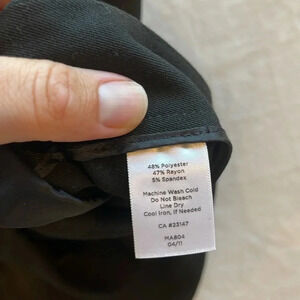 48% Polyester
47% Rayon
5% Spandex
Machine Wash Cold
Do Not Bleach
Line Dry
Cool Iron, If Needed
CA #23147
MA804
04/11